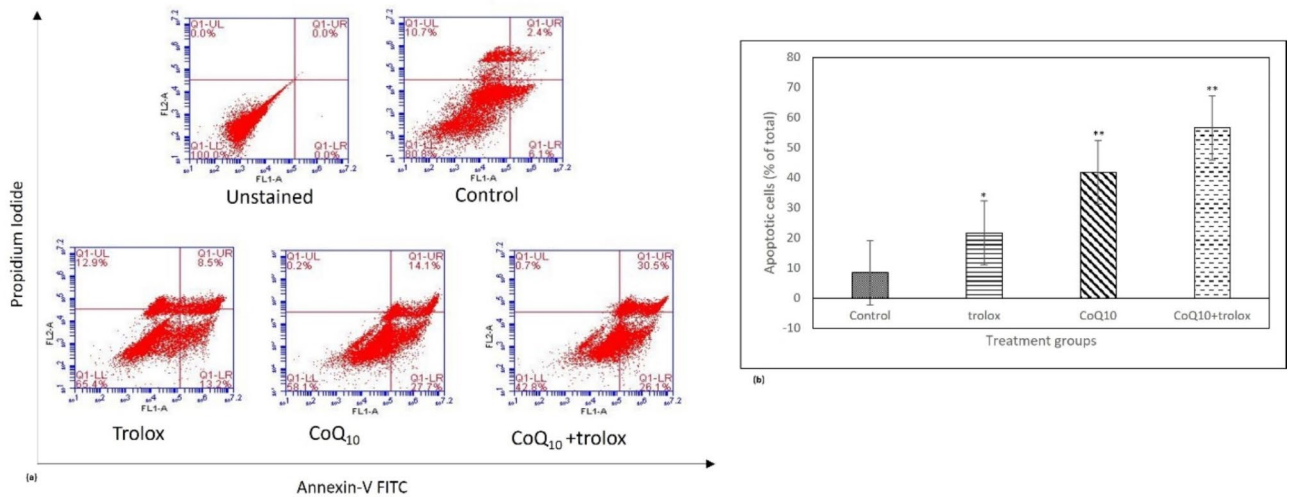 Propidium Iodide
Q1-UL Q1-UR
0.0% 0.0%
FL2-A
Q1-LL Q1-LR
100.0% 0.0%
FL1-A
Unstained
Q1-UL Q1-UR
10.7% 2.4%
FL2-A
Q1-LL Q1-LR
80.8% 6.1%
FL1-A
Control
Q1-UL Q1-UR
12.9% 8.5%
FL2-A
Q1-LL Q1-LR
65.4% 13.2%
FL1-A
Trolox
Q1-UL Q1-UR
0.2% 14.1%
FL2-A
Q1-LL Q1-LR
58.1% 27.7%
FL1-A
CoQ10
Q1-UL Q1-UR
0.7% 30.5%
FL2-A
Q1-LL Q1-LR
42.8% 26.1%
FL1-A
CoQ10 +trolox
(a)
Annexin-V FITC
Apoptotic cells (% of total)
80
70
60
50
40
30
20
10
0
-10
*
**
**
Control trolox CoQ10 CoQ10+trolox
Treatment groups
(b)